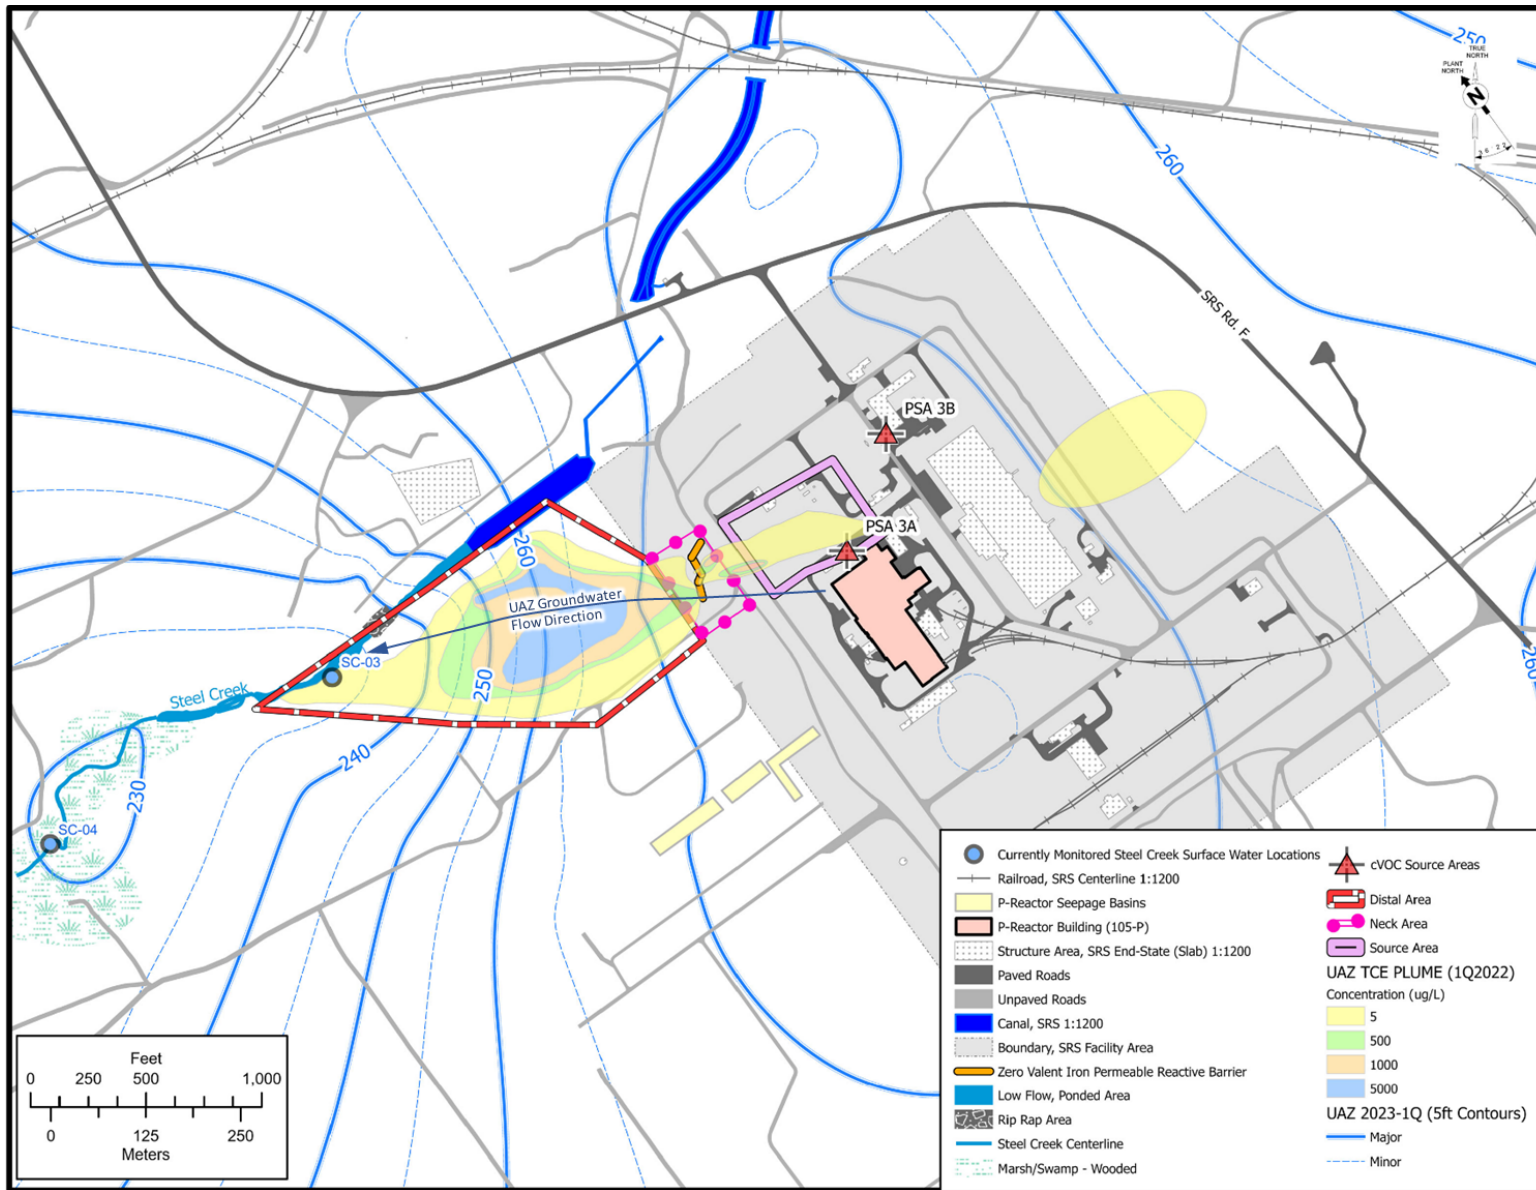 250
TRUE
NORTH
PLANT
NORTH
N
36.22
260
SRS Rd. F
PSA 3B
PSA 3A
260
UAZ Groundwater
Flow Direction
SC-03
Steel Creek
250
240
230
SC-04
260
Feet
0 250 500 1,000
0 125 250
Meters
Currently Monitored Steel Creek Surface Water Locations
Railroad, SRS Centerline 1:1200
P-Reactor Seepage Basins
P-Reactor Building (105-P)
Structure Area, SRS End-State (Slab) 1:1200
Paved Roads
Unpaved Roads
Canal, SRS 1:1200
Boundary, SRS Facility Area
Zero Valent Iron Permeable Reactive Barrier
Low Flow, Ponded Area
Rip Rap Area
Steel Creek Centerline
Marsh/Swamp - Wooded
cVOC Source Areas
Distal Area
Neck Area
Source Area
UAZ TCE PLUME (1Q2022)
Concentration (ug/L)
5
500
1000
5000
UAZ 2023-1Q (5ft Contours)
Major
Minor